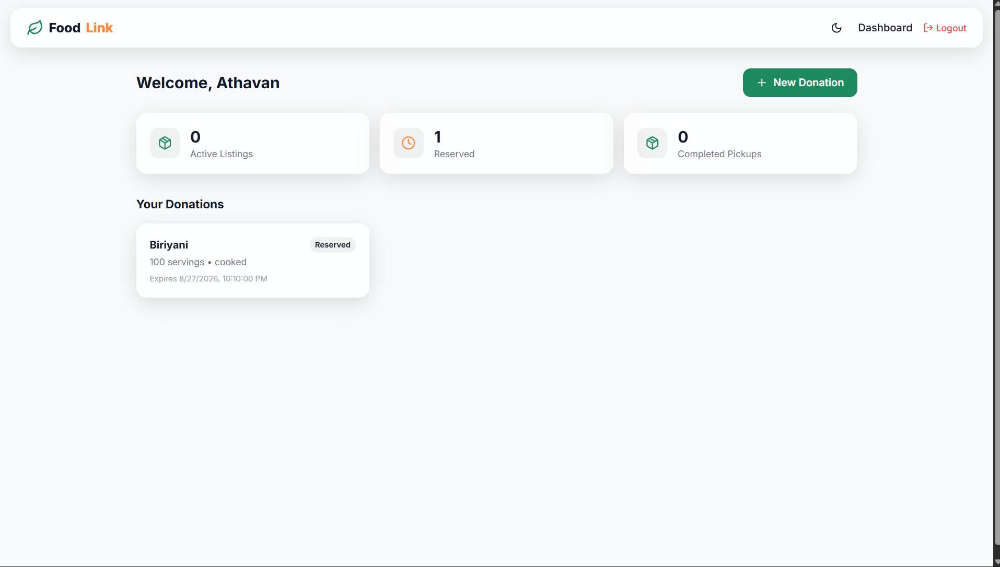 Food Link
Dashboard
Logout
Welcome, Athavan
+ New Donation
0
Active Listings
1
Reserved
0
Completed Pickups
Your Donations
Biriyani
Reserved
100 servings • cooked
Expires 8/27/2026, 10:10:00 PM